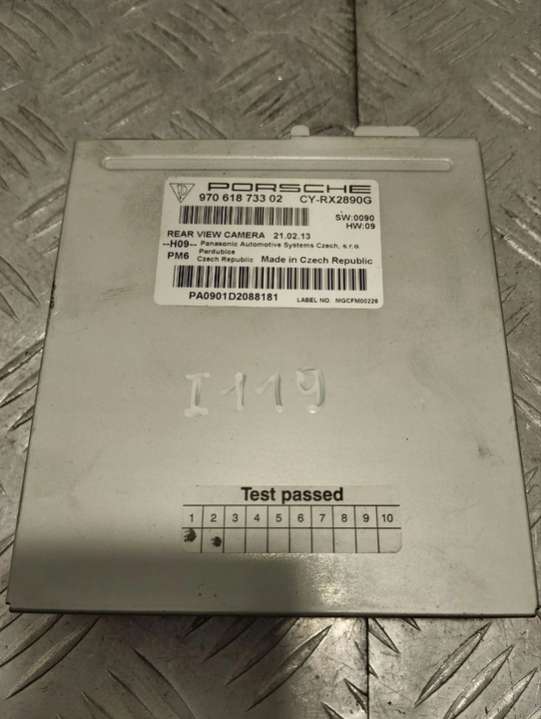 PORSCHE
970 618 733 02 CY-RX2890G
SW:0090
HW:09
REAR VIEW CAMERA 21.02.13
--H09-- Panasonic Automotive Systems Czech, s.r.o.
PM6 Pardubice
Czech Republic Made in Czech Republic
PA0901D2088181 LABEL NO. MGCFM00226
I119
Test passed
1 2 3 4 5 6 7 8 9 10